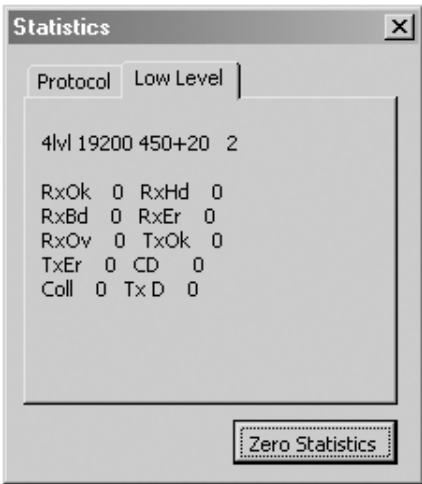 Statistics
Protocol Low Level
4lvl 19200 450+20 2
RxOk 0 RxHd 0
RxBd 0 RxEr 0
RxOv 0 TxOk 0
TxEr 0 CD 0
Coll 0 Tx D 0
Zero Statistics